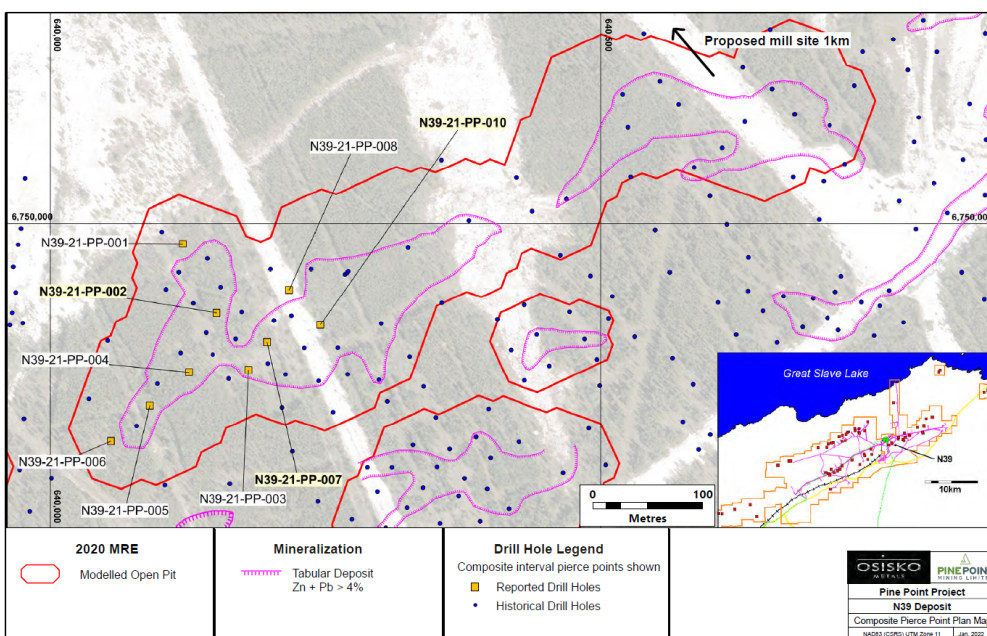 640,000
640,500
Proposed mill site 1km
N39-21-PP-010
N39-21-PP-008
6,750,000
6,750,000
N39-21-PP-001
N39-21-PP-002
N39-21-PP-004
N39-21-PP-006
N39-21-PP-005
N39-21-PP-003
N39-21-PP-007
640,000
0 100
Metres
Great Slave Lake
N39
10km
2020 MRE
Modelled Open Pit
Mineralization
Tabular Deposit
Zn + Pb > 4%
Drill Hole Legend
Composite interval pierce points shown
Reported Drill Holes
Historical Drill Holes
OSISKO
METALS
PINE POINT
MINING LIMITE
Pine Point Project
N39 Deposit
Composite Pierce Point Plan Map
NAD83 (CSRS) UTM Zone 11 Jan. 2022